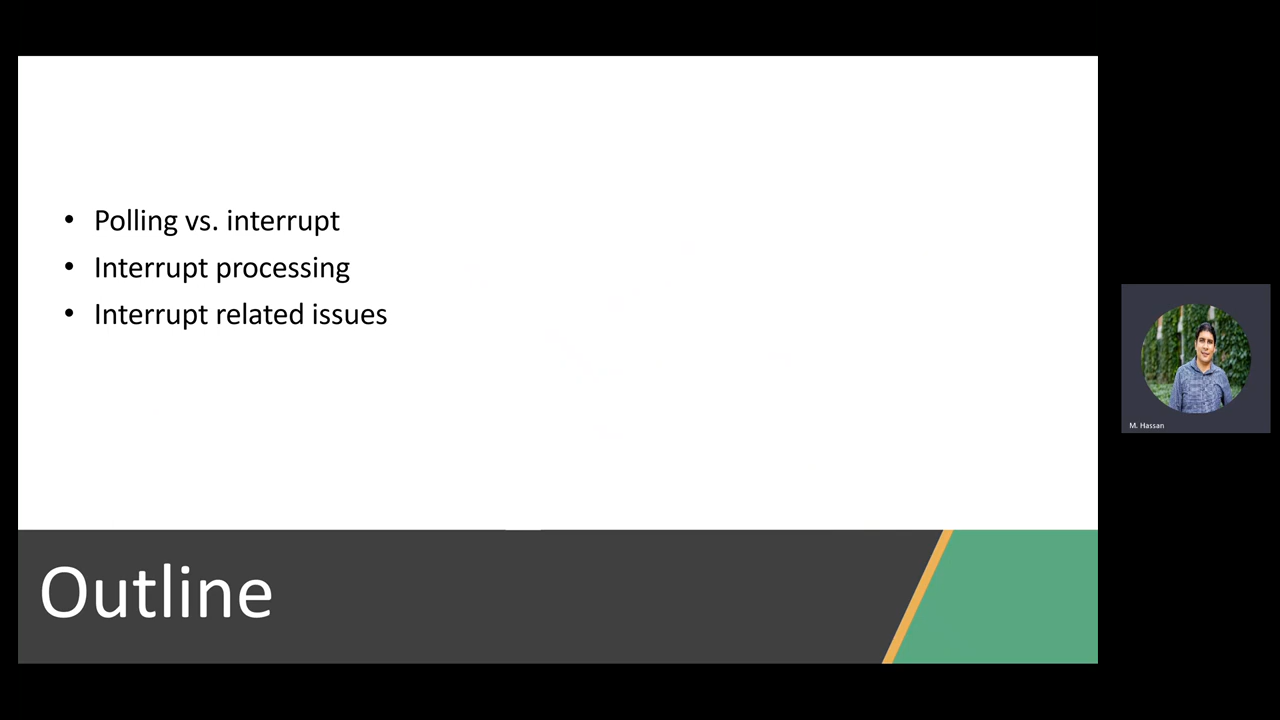 • Polling vs. interrupt
• Interrupt processing
• Interrupt related issues
Outline
M. Hassan